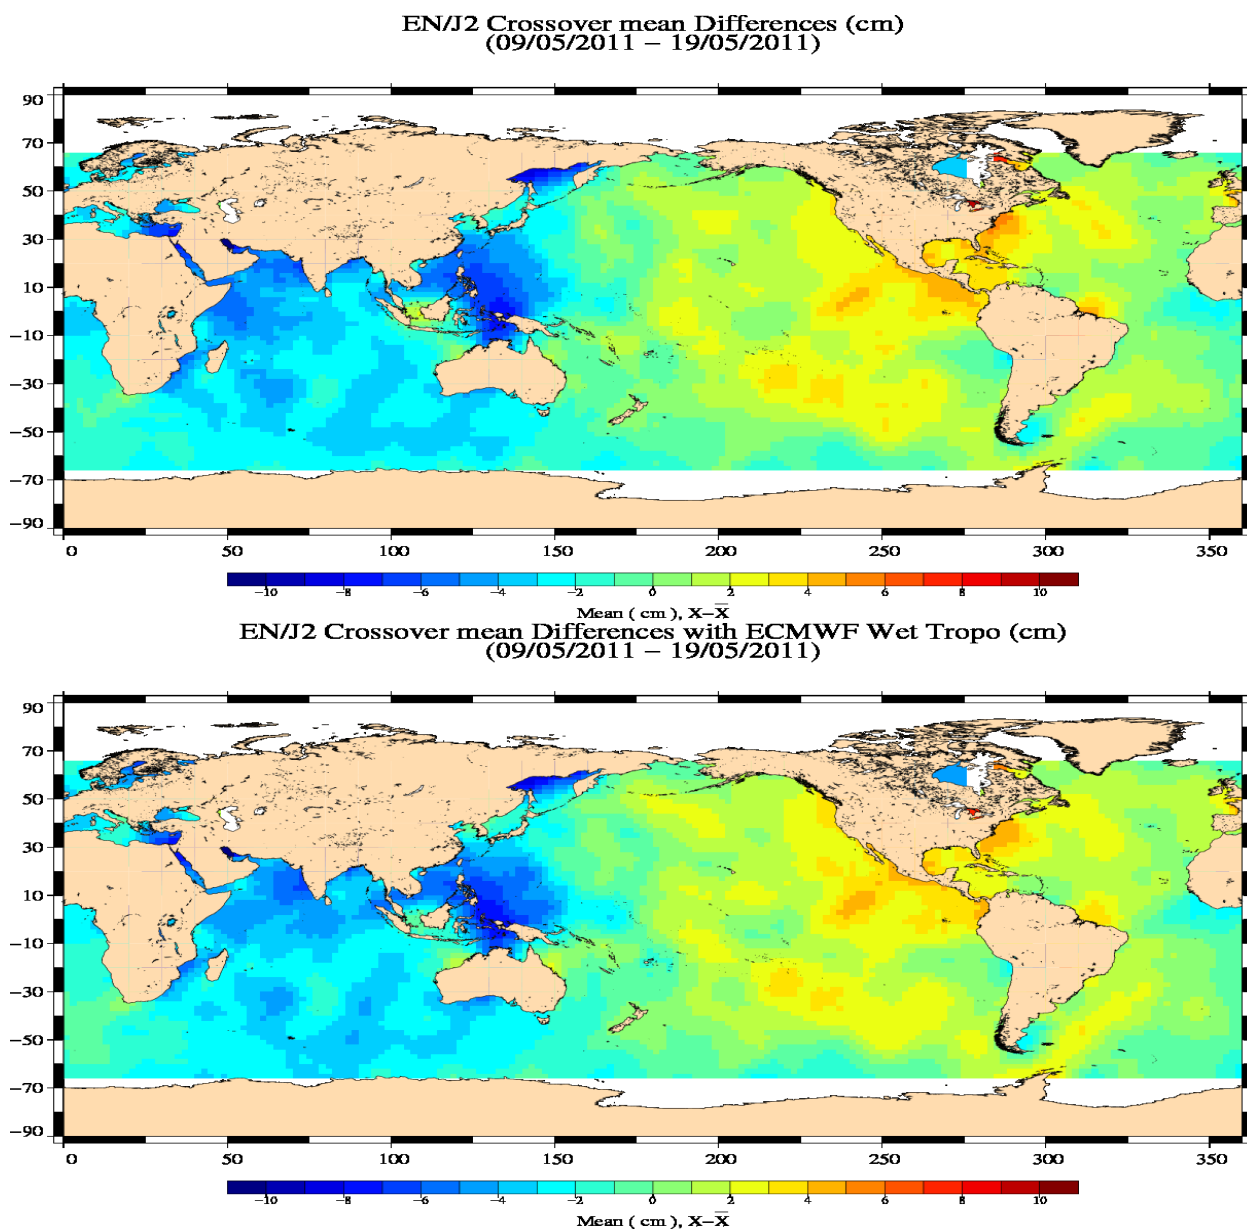 EN/J2 Crossover mean Differences (cm)
(09/05/2011 − 19/05/2011)
90
70
50
30
10
−10
−30
−50
−70
−90
0 50 100 150 200 250 300 350
−10 −8 −6 −4 −2 0 2 4 6 8 10
Mean ( cm ), X−X̅
EN/J2 Crossover mean Differences with ECMWF Wet Tropo (cm)
(09/05/2011 − 19/05/2011)
90
70
50
30
10
−10
−30
−50
−70
−90
0 50 100 150 200 250 300 350
−10 −8 −6 −4 −2 0 2 4 6 8 10
Mean ( cm ), X−X̅